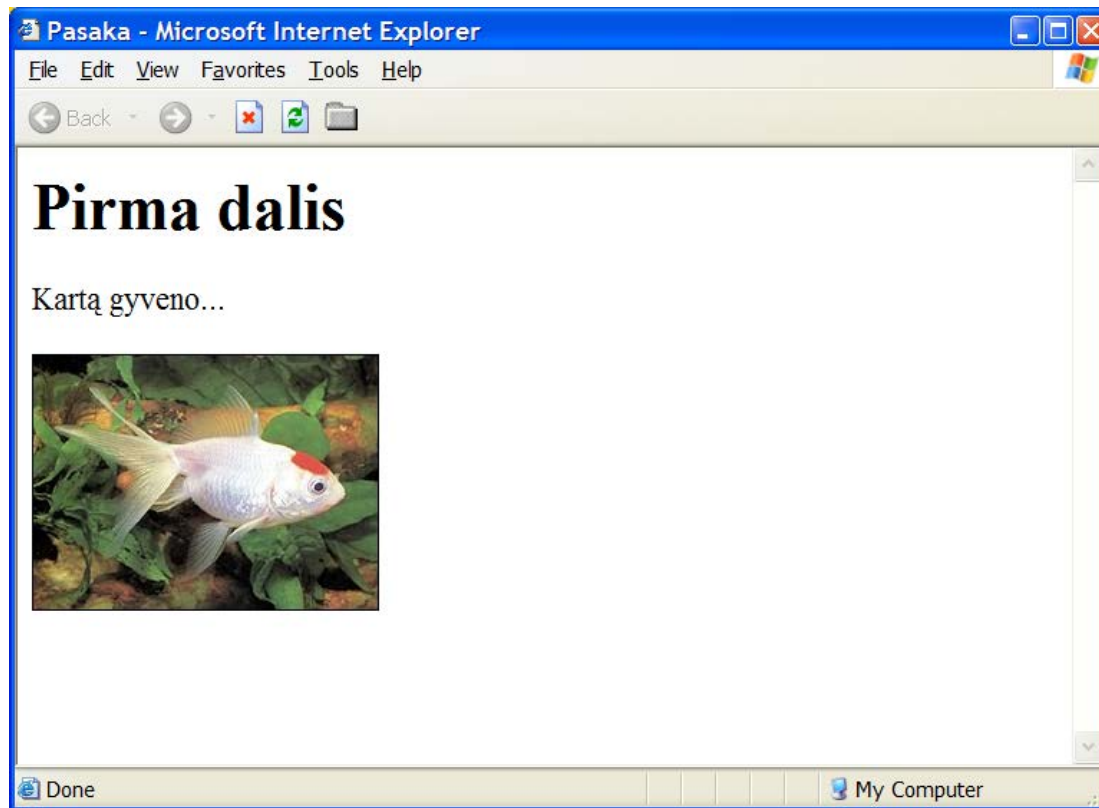 Pasaka - Microsoft Internet Explorer
File Edit View Favorites Tools Help
Back
Pirma dalis
Kartą gyveno...
Done My Computer